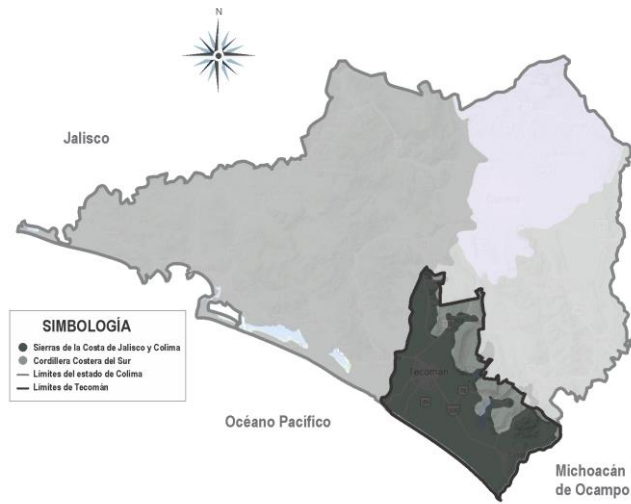 Jalisco
SIMBOLOGÍA
Sierras de la Costa de Jalisco y Colima
Cordillera Costera del Sur
Límites del estado de Colima
Límites de Tecomán
Tecomán
Océano Pacífico
Michoacán
de Ocampo